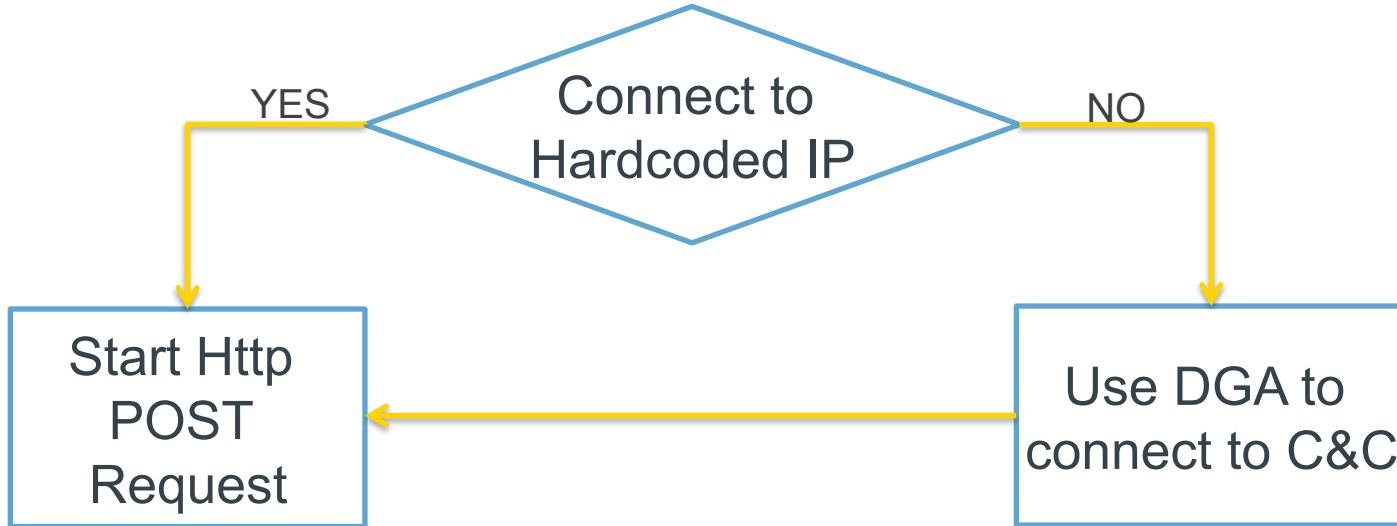 YES
Connect to
Hardcoded IP
NO
Start Http
POST
Request
Use DGA to
connect to C&C